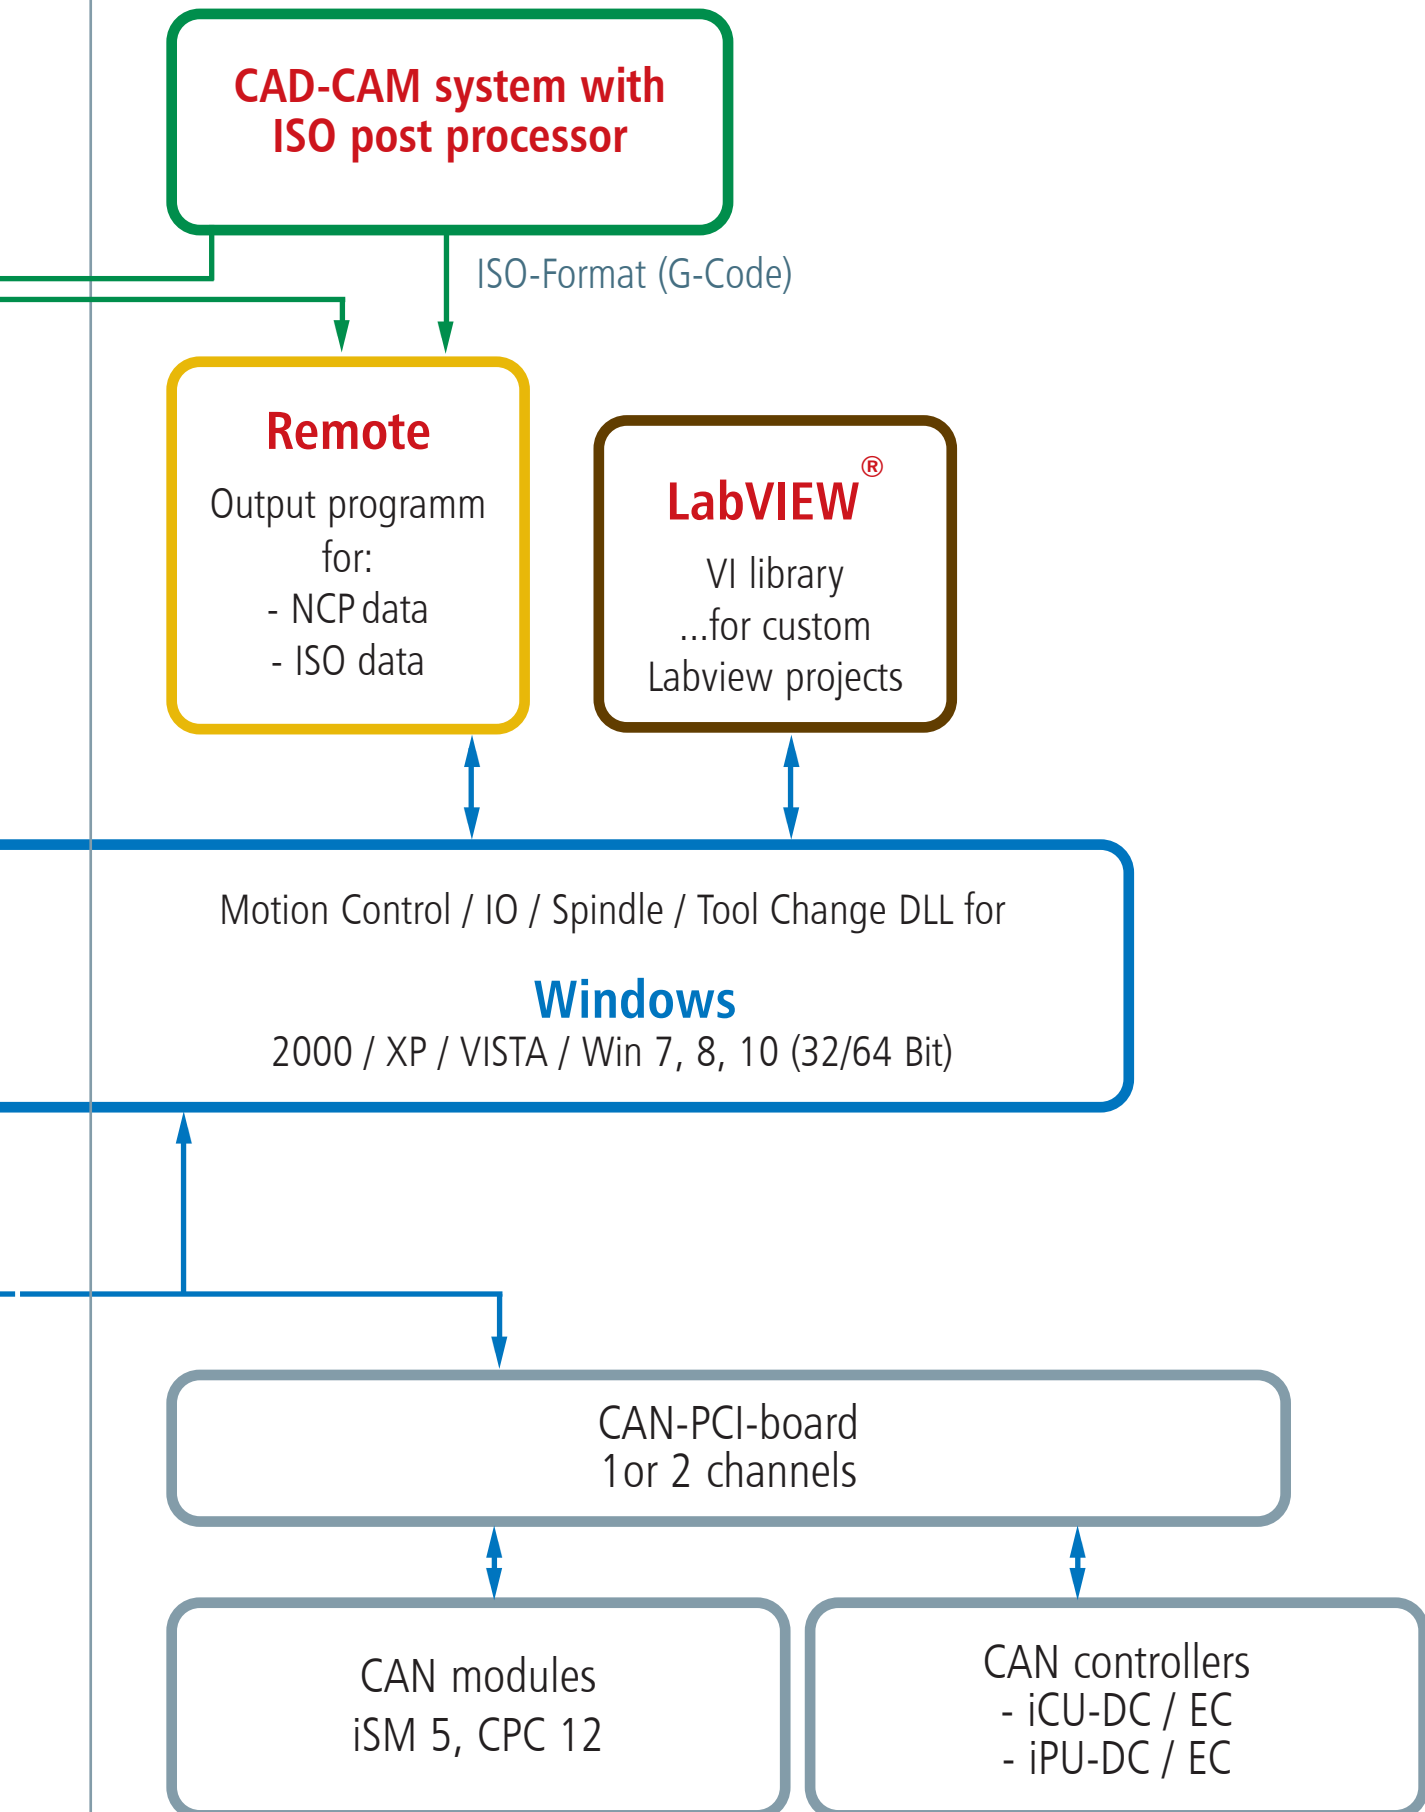 CAD-CAM system with
ISO post processor
ISO-Format (G-Code)
Remote
Output programm
for:
- NCP data
- ISO data
LabVIEW®
VI library
...for custom
Labview projects
Motion Control / IO / Spindle / Tool Change DLL for
Windows
2000 / XP / VISTA / Win 7, 8, 10 (32/64 Bit)
CAN-PCI-board
1or 2 channels
CAN modules
iSM 5, CPC 12
CAN controllers
- iCU-DC / EC
- iPU-DC / EC